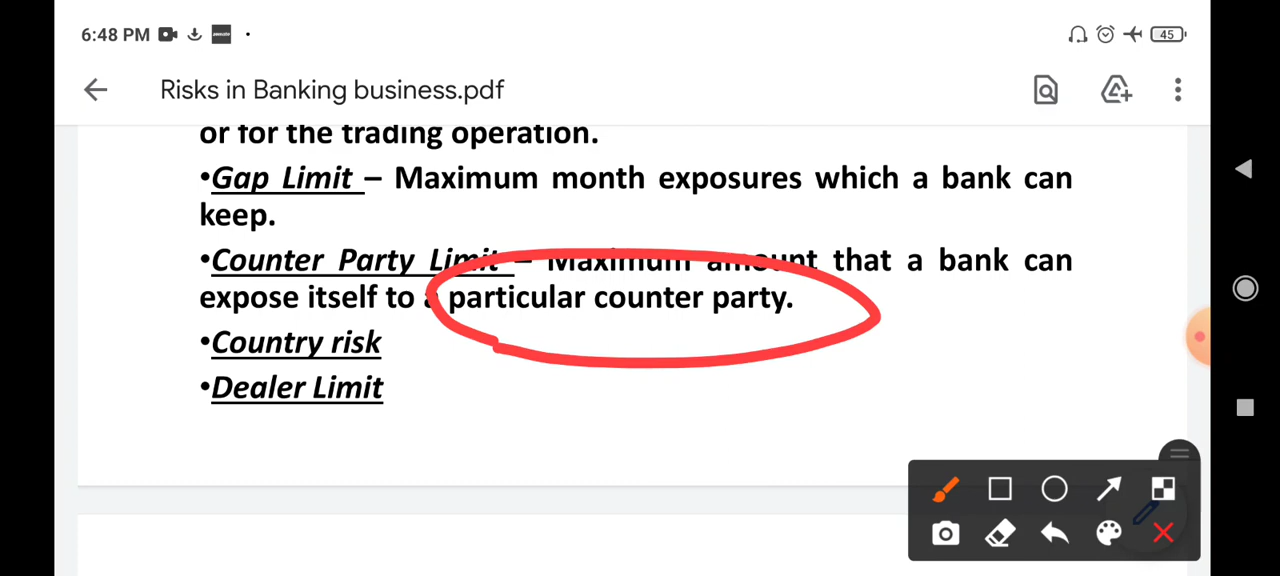 6:48 PM
45
Risks in Banking business.pdf
or for the trading operation.
•Gap Limit – Maximum month exposures which a bank can
keep.
•Counter Party Limit – Maximum amount that a bank can
expose itself to a particular counter party.
•Country risk
•Dealer Limit